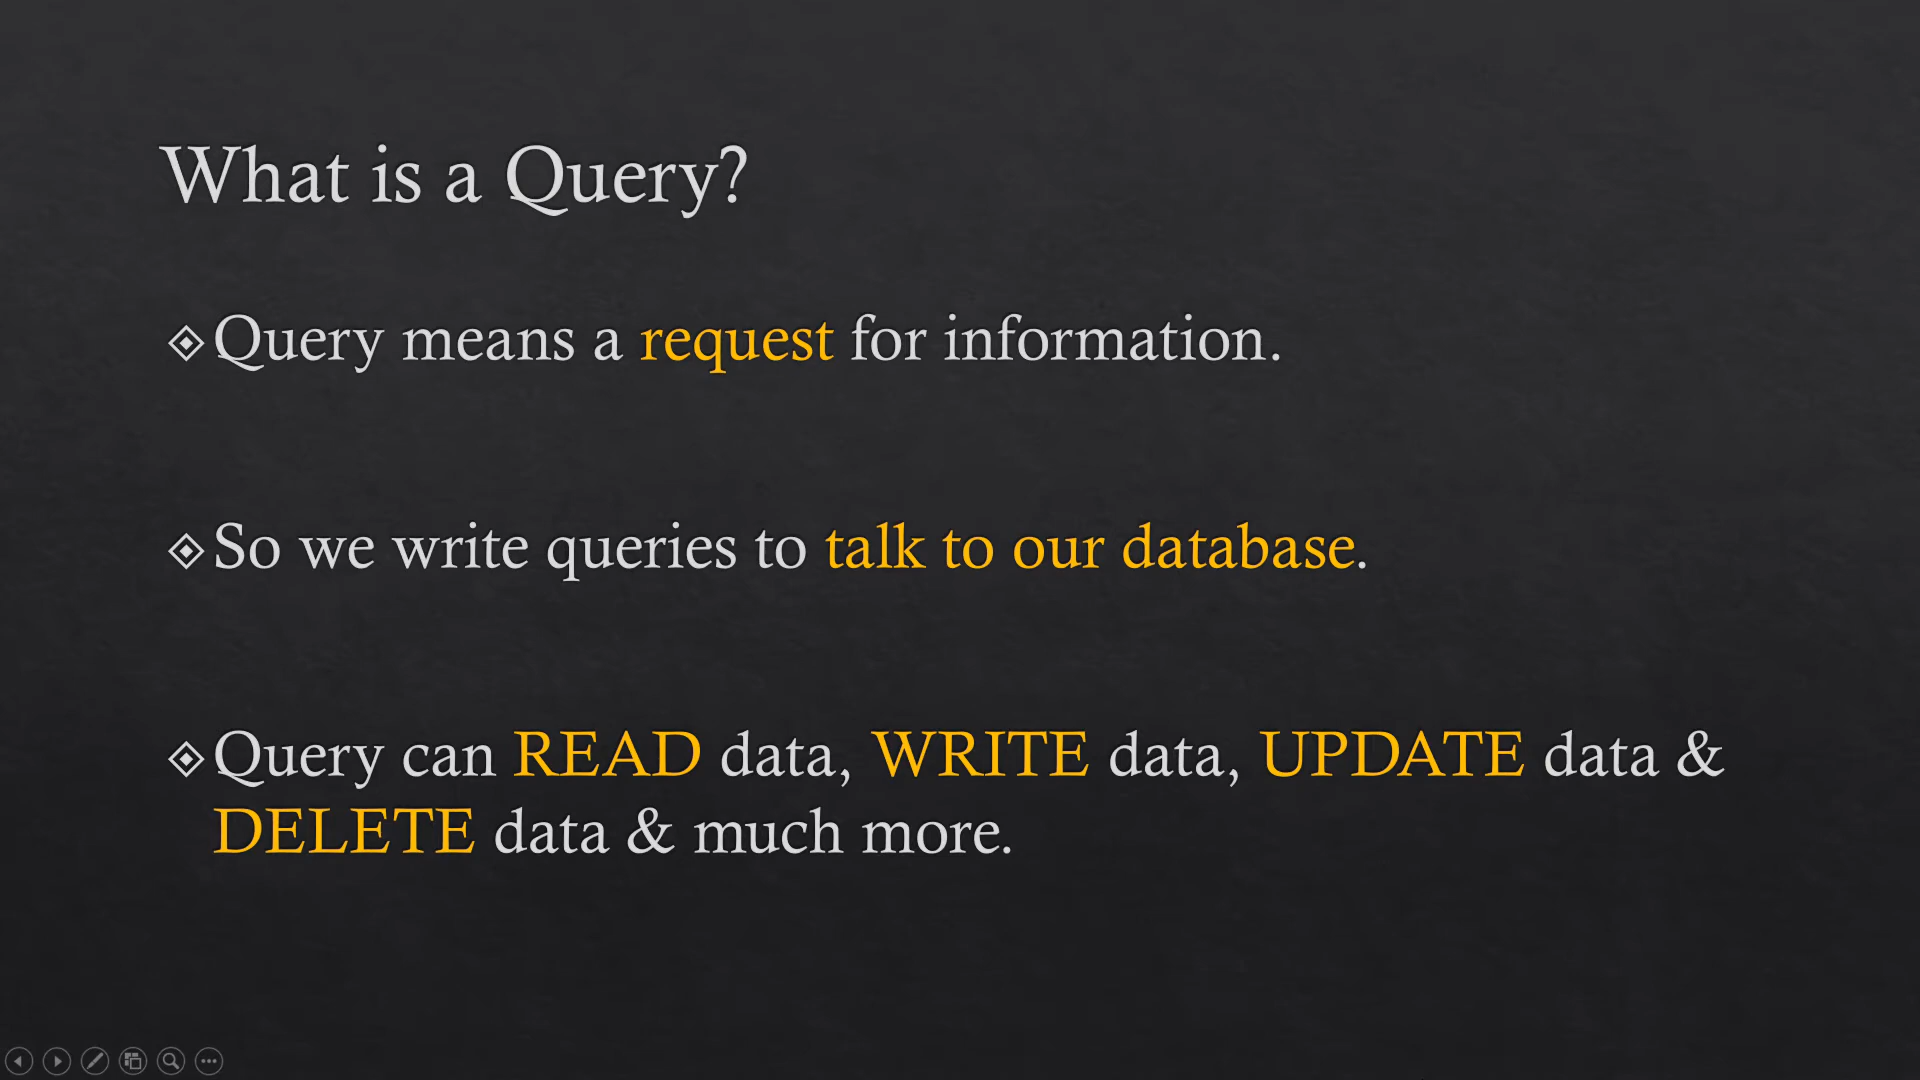 What is a Query?
Query means a request for information.
So we write queries to talk to our database.
Query can READ data, WRITE data, UPDATE data &
DELETE data & much more.